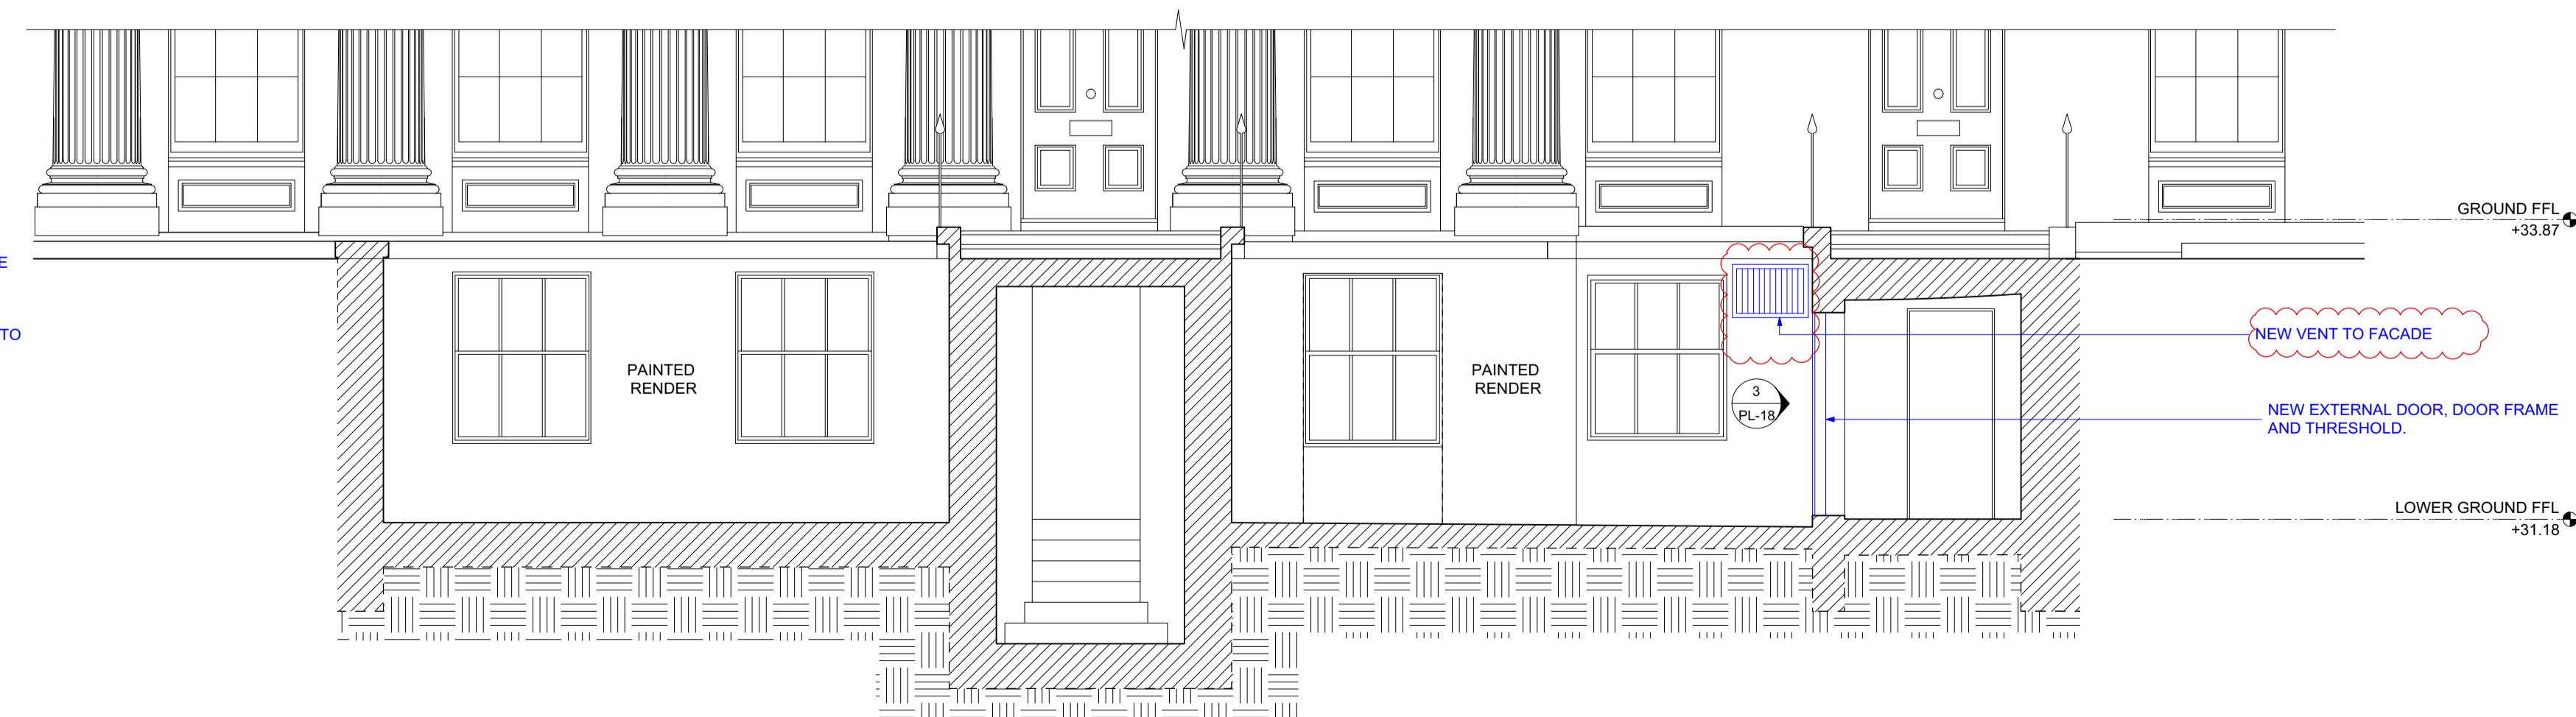 GROUND FFL
+33.87
E
TO
NEW VENT TO FACADE
PAINTED
RENDER
PAINTED
RENDER
3
PL-18
NEW EXTERNAL DOOR, DOOR FRAME
AND THRESHOLD.
LOWER GROUND FFL
+31.18